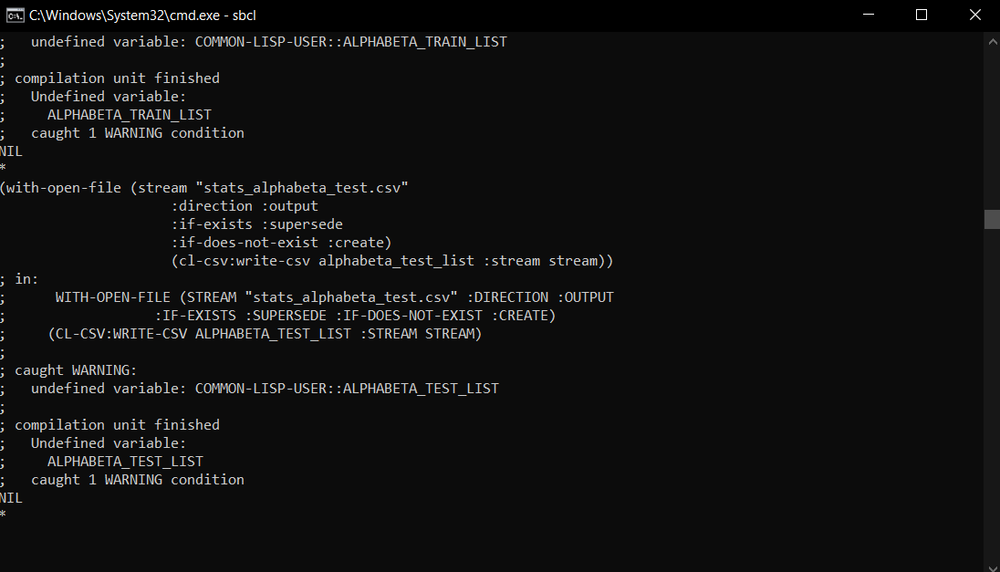 C:\Windows\System32\cmd.exe - sbcl
;   undefined variable: COMMON-LISP-USER::ALPHABETA_TRAIN_LIST
;
; compilation unit finished
;   Undefined variable:
;     ALPHABETA_TRAIN_LIST
;   caught 1 WARNING condition
NIL
*
(with-open-file (stream "stats_alphabeta_test.csv"
                     :direction :output
                     :if-exists :supersede
                     :if-does-not-exist :create)
                     (cl-csv:write-csv alphabeta_test_list :stream stream))
; in:
;      WITH-OPEN-FILE (STREAM "stats_alphabeta_test.csv" :DIRECTION :OUTPUT
;                  :IF-EXISTS :SUPERSEDE :IF-DOES-NOT-EXIST :CREATE)
;     (CL-CSV:WRITE-CSV ALPHABETA_TEST_LIST :STREAM STREAM)
;
; caught WARNING:
;   undefined variable: COMMON-LISP-USER::ALPHABETA_TEST_LIST
;
; compilation unit finished
;   Undefined variable:
;     ALPHABETA_TEST_LIST
;   caught 1 WARNING condition
NIL
*